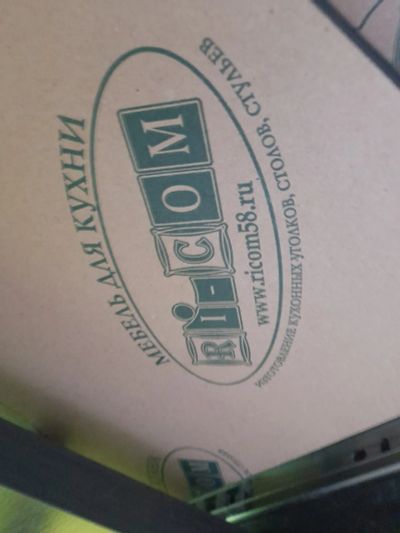 МЕБЕЛЬ ДЛЯ КУХНИ
RI-COM
www.ricom58.ru
ИЗГОТОВЛЕНИЕ КУХОННЫХ УГОЛКОВ, СТОЛОВ, СТУЛЬЕВ